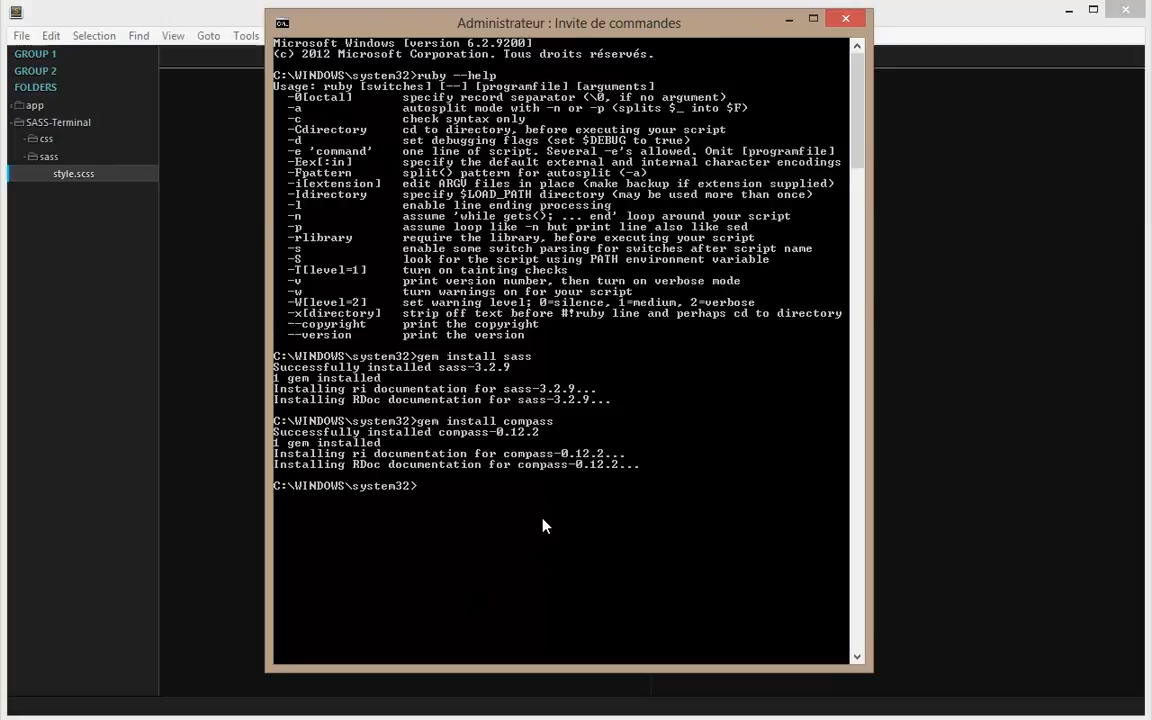 Administrateur : Invite de commandes
File Edit Selection Find View Goto Tools
GROUP 1
GROUP 2
FOLDERS
app
SASS-Terminal
css
sass
style.scss
Microsoft Windows [version 6.2.9200]
(c) 2012 Microsoft Corporation. Tous droits réservés.
C:\WINDOWS\system32>ruby --help
Usage: ruby [switches] [--] [programfile] [arguments]
-0[octal] specify record separator (\0, if no argument)
-a autosplit mode with -n or -p (splits $_ into $F)
-c check syntax only
-Cdirectory cd to directory, before executing your script
-d set debugging flags (set $DEBUG to true)
-e 'command' one line of script. Several -e's allowed. Omit [programfile]
-Eex[:in] specify the default external and internal character encodings
-Fpattern split() pattern for autosplit (-a)
-i[extension] edit ARGV files in place (make backup if extension supplied)
-Idirectory specify $LOAD_PATH directory (may be used more than once)
-l enable line ending processing
-n assume 'while gets(); ... end' loop around your script
-p assume loop like -n but print line also like sed
-rlibrary require the library, before executing your script
-s enable some switch parsing for switches after script name
-S look for the script using PATH environment variable
-T[level=1] turn on tainting checks
-v print version number, then turn on verbose mode
-w turn warnings on for your script
-W[level=2] set warning level; 0=silence, 1=medium, 2=verbose
-x[directory] strip off text before #!ruby line and perhaps cd to directory
--copyright print the copyright
--version print the version
C:\WINDOWS\system32>gem install sass
Successfully installed sass-3.2.9
1 gem installed
Installing ri documentation for sass-3.2.9...
Installing RDoc documentation for sass-3.2.9...
C:\WINDOWS\system32>gem install compass
Successfully installed compass-0.12.2
1 gem installed
Installing ri documentation for compass-0.12.2...
Installing RDoc documentation for compass-0.12.2...
C:\WINDOWS\system32>